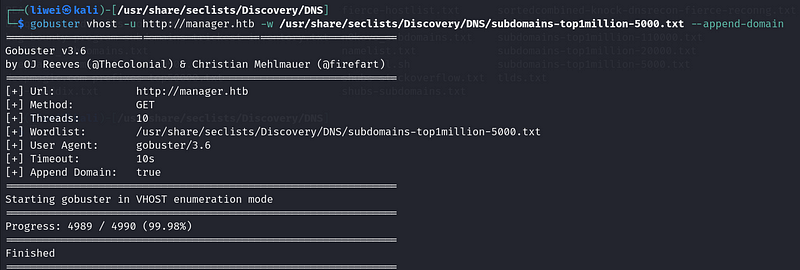 ┌──(liwei㉿kali)-[/usr/share/seclists/Discovery/DNS]
└─$ gobuster vhost -u http://manager.htb -w /usr/share/seclists/Discovery/DNS/subdomains-top1million-5000.txt --append-domain
===============================================================
Gobuster v3.6
by OJ Reeves (@TheColonial) & Christian Mehlmauer (@firefart)
===============================================================
[+] Url: http://manager.htb
[+] Method: GET
[+] Threads: 10
[+] Wordlist: /usr/share/seclists/Discovery/DNS/subdomains-top1million-5000.txt
[+] User Agent: gobuster/3.6
[+] Timeout: 10s
[+] Append Domain: true
===============================================================
Starting gobuster in VHOST enumeration mode
===============================================================
Progress: 4989 / 4990 (99.98%)
===============================================================
Finished
===============================================================